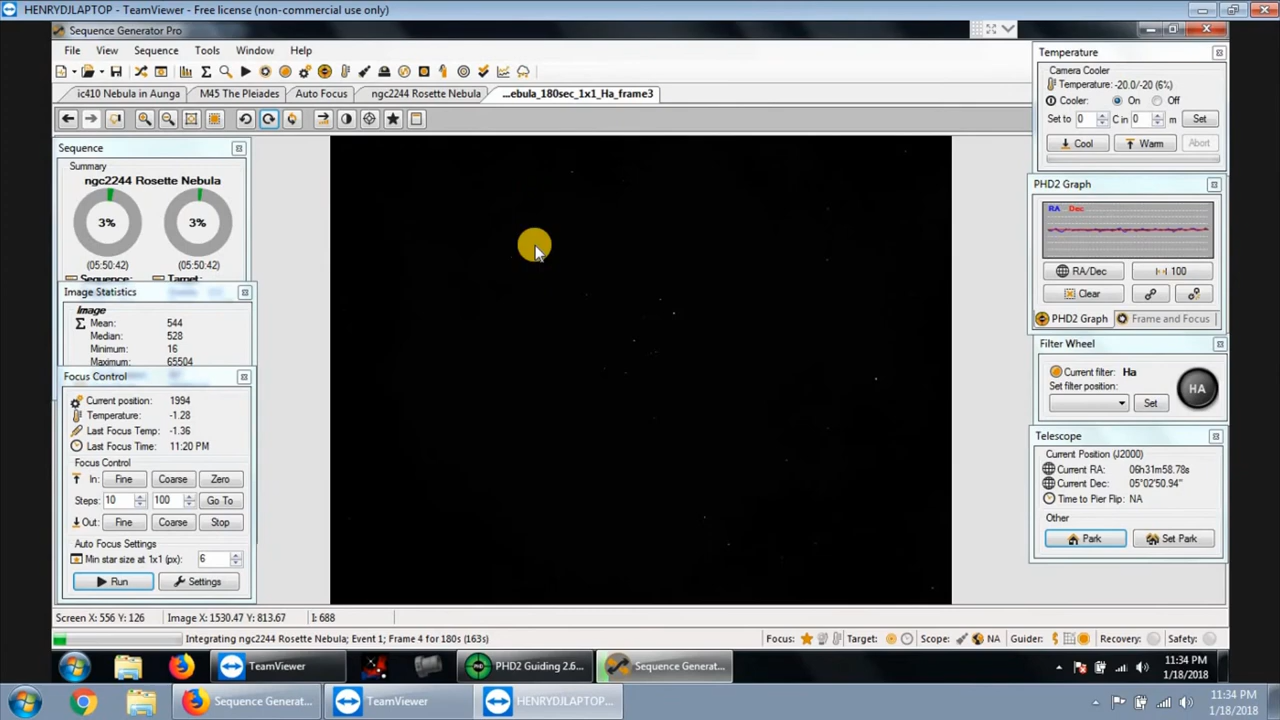 HENRYDJLAPTOP - TeamViewer - Free license (non-commercial use only)
Sequence Generator Pro
File View Sequence Tools Window Help
ic410 Nebula in Aunga M45 The Pleiades Auto Focus ngc2244 Rosette Nebula ...ebula_180sec_1x1_Ha_frame3
Sequence
Summary
ngc2244 Rosette Nebula
3% 3%
(05:50:42) (05:50:42)
Sequence: Target:
Image Statistics
Image
Mean: 544
Median: 528
Minimum: 16
Maximum: 65504
Focus Control
Current position: 1994
Temperature: -1.28
Last Focus Temp: -1.36
Last Focus Time: 11:20 PM
Focus Control
In: Fine Coarse Zero
Steps: 10 100 Go To
Out: Fine Coarse Stop
Auto Focus Settings
Min star size at 1x1 (px): 6
Run Settings
Temperature
Camera Cooler
Temperature: -20.0/-20 (6%)
Cooler: On Off
Set to 0 C in 0 m Set
Cool Warm Abort
PHD2 Graph
RA Dec
RA/Dec 100
Clear
PHD2 Graph Frame and Focus
Filter Wheel
Current filter: Ha
Set filter position:
Set
HA
Telescope
Current Position (J2000)
Current RA: 06h31m58.78s
Current Dec: 05°02'50.94"
Time to Pier Flip: NA
Other
Park Set Park
Screen X: 556 Y: 126 Image X: 1530.47 Y: 813.67 I: 688
Integrating ngc2244 Rosette Nebula; Event 1; Frame 4 for 180s (163s)
Focus: Target: Scope: NA Guider: Recovery: Safety:
TeamViewer PHD2 Guiding 2.6... Sequence Generat...
11:34 PM
1/18/2018
Sequence Generat... TeamViewer HENRYDJLAPTOP...
11:34 PM
1/18/2018